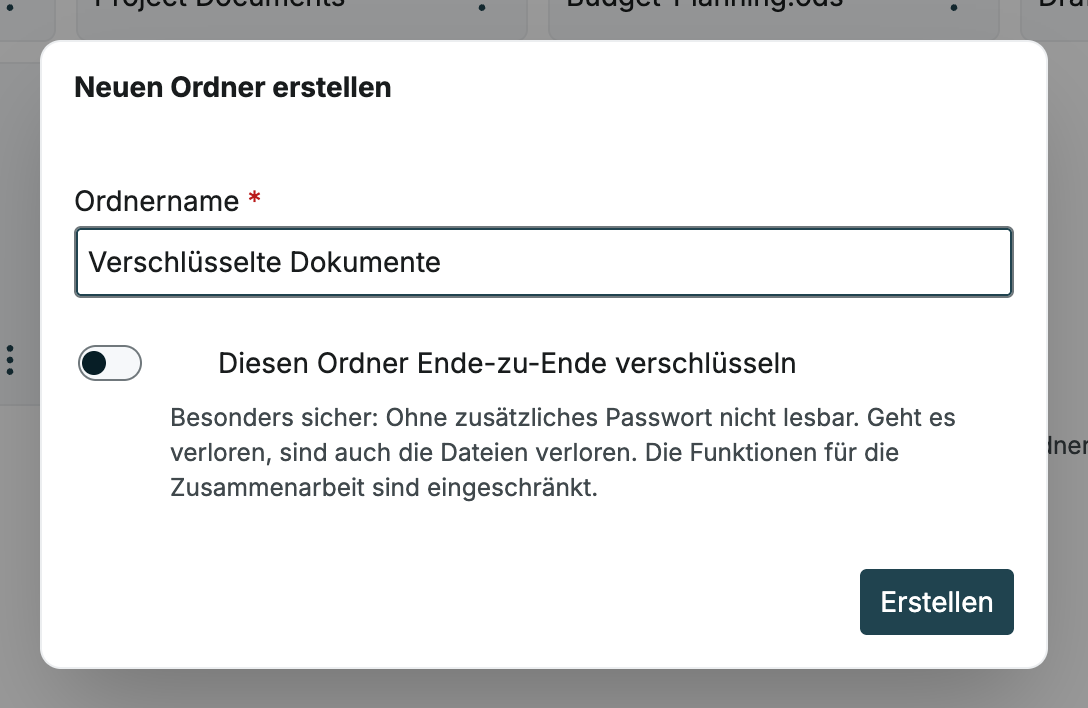 Project Documents
Budget-Planning.ods
Neuen Ordner erstellen
Ordnername *
Verschlüsselte Dokumente
Diesen Ordner Ende-zu-Ende verschlüsseln
Besonders sicher: Ohne zusätzliches Passwort nicht lesbar. Geht es
verloren, sind auch die Dateien verloren. Die Funktionen für die
Zusammenarbeit sind eingeschränkt.
Erstellen